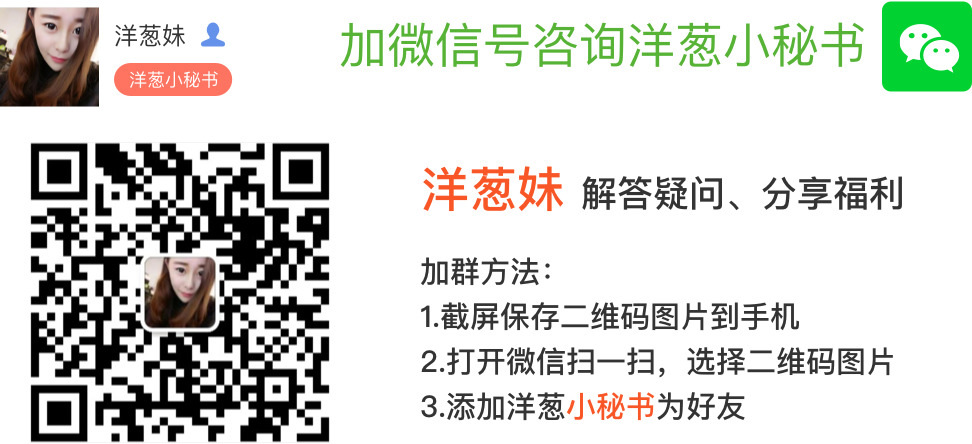 洋葱妹
洋葱小秘书
加微信号咨询洋葱小秘书
洋葱妹 解答疑问、分享福利
加群方法：
1.截屏保存二维码图片到手机
2.打开微信扫一扫，选择二维码图片
3.添加洋葱小秘书为好友